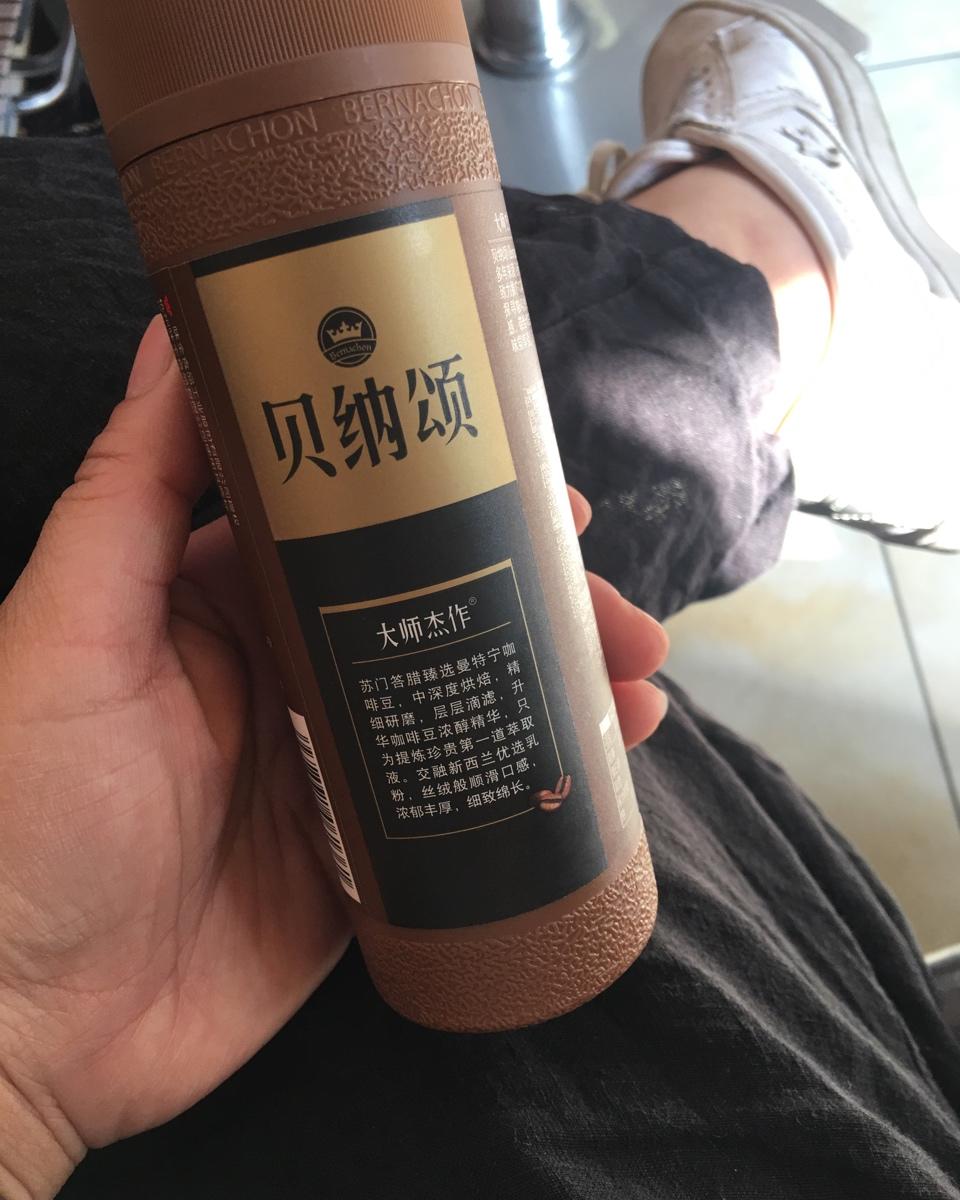 BERNACHON BERNACHON
Bernachon
贝纳颂
大师杰作®
苏门答腊臻选曼特宁咖
啡豆，中深度烘焙，精
细研磨，层层滴滤，升
华咖啡豆浓醇精华，只
为提炼珍贵第一道萃取
液。交融新西兰优选乳
粉，丝绒般顺滑口感，
浓郁丰厚，细致绵长。